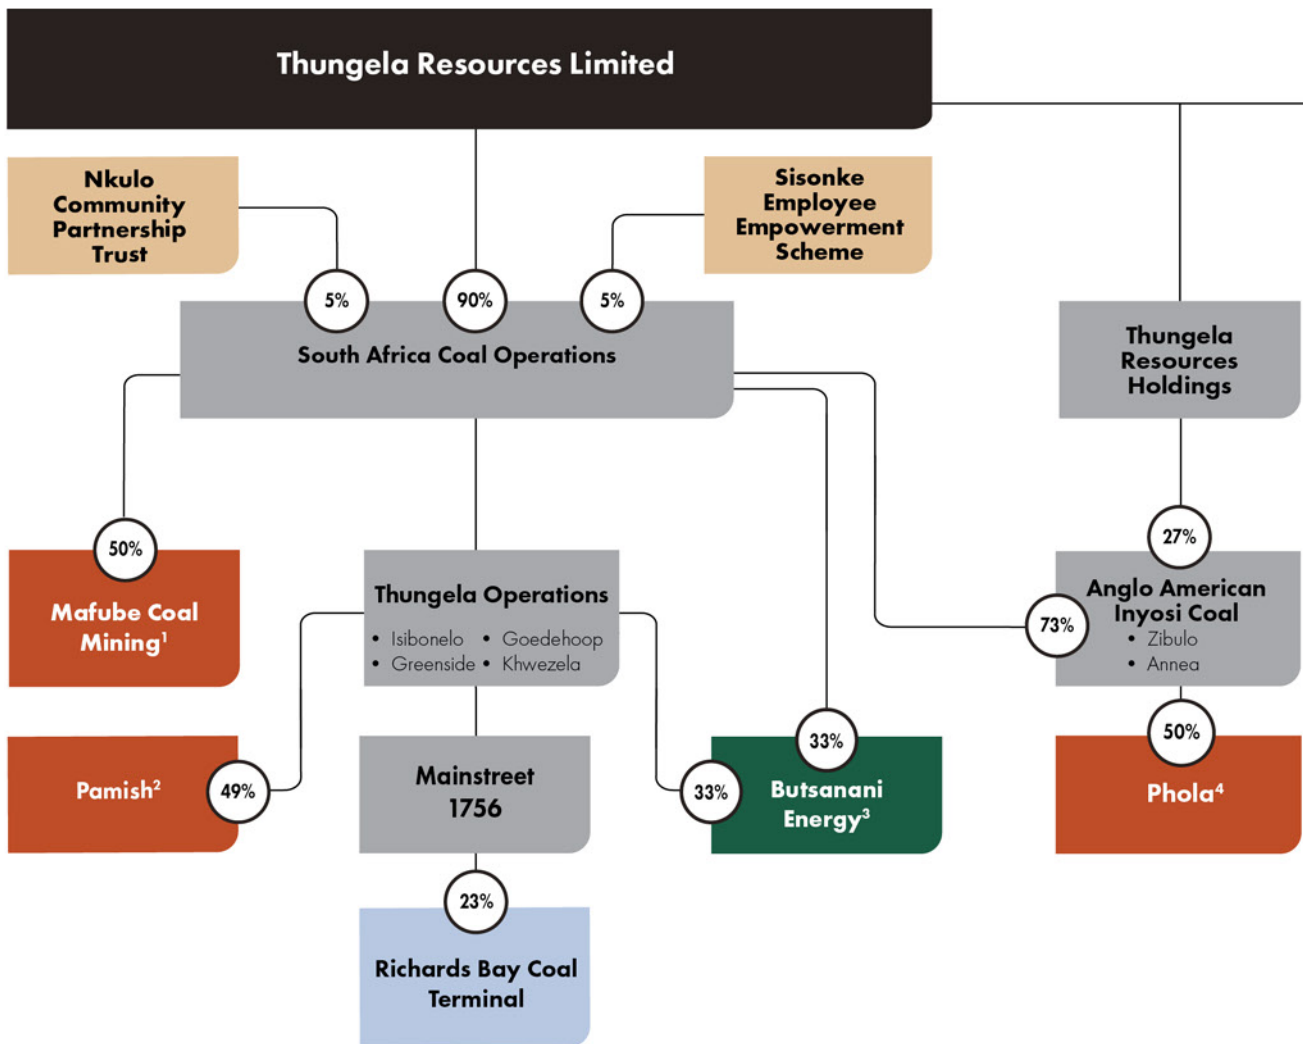 Thungela Resources Limited
Nkulo
Community
Partnership
Trust
Sisonke
Employee
Empowerment
Scheme
5%
90%
5%
South Africa Coal Operations
Thungela
Resources
Holdings
50%
Mafube Coal
Mining¹
Thungela Operations
• Isibonelo • Goedehoop
• Greenside • Khwezela
27%
Anglo American
Inyosi Coal
• Zibulo
• Annea
73%
Pamish²
49%
Mainstreet
1756
33%
33%
Butsanani
Energy³
50%
Phola⁴
23%
Richards Bay Coal
Terminal